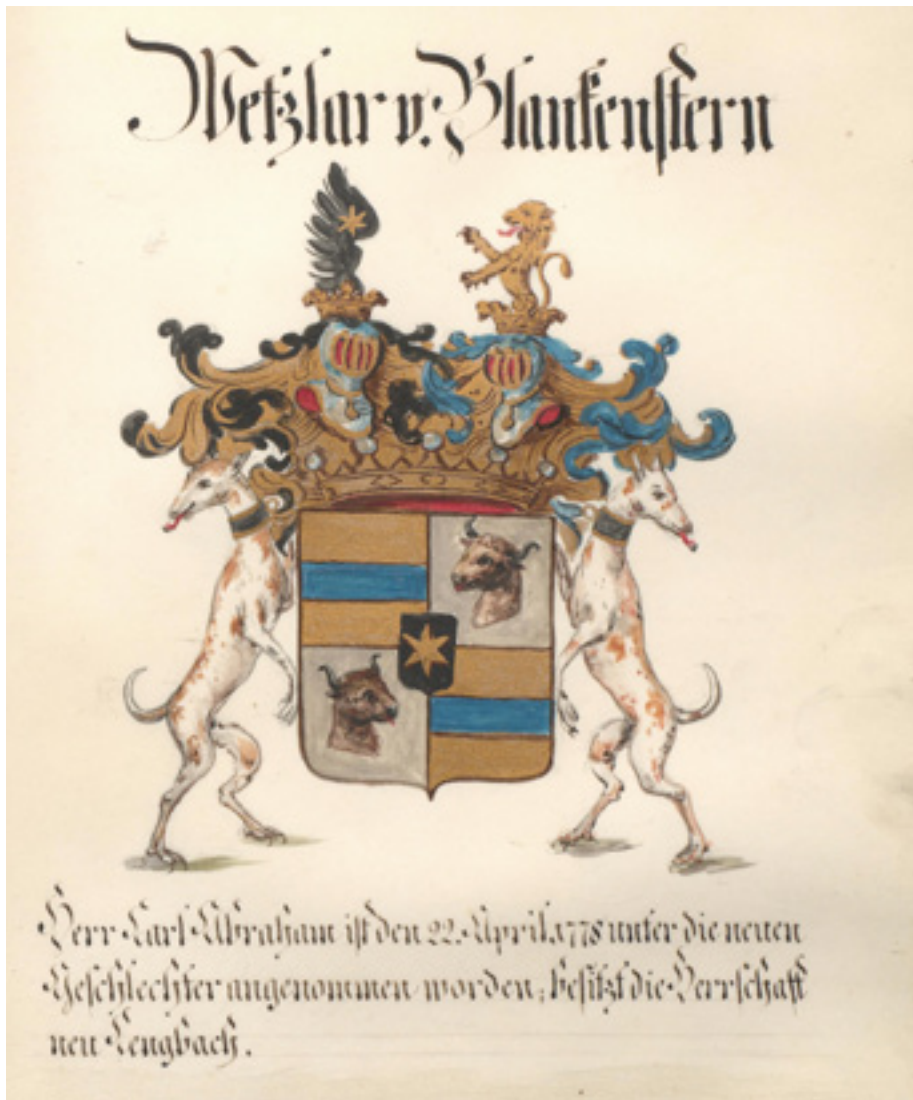 Wetzlar v. Blankenstern
Herr Carl Abraham ist den 22. April 1778 unter die neuen
Geschlechter angenommen worden; besitzt die Herrschaft
neu Lengbach.